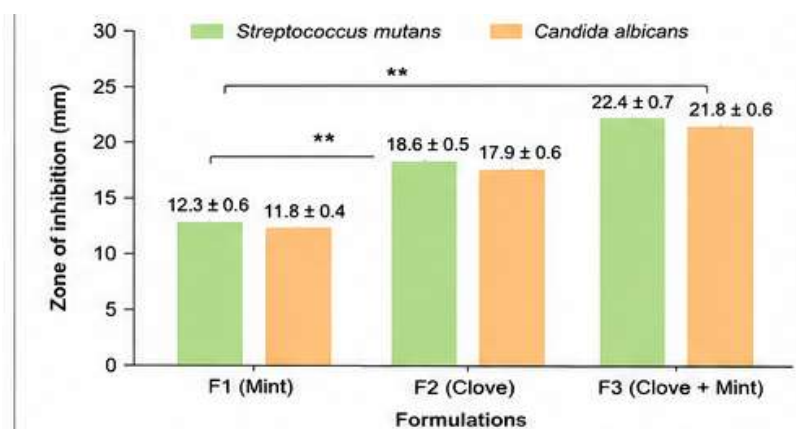 Streptococcus mutans Candida albicans
Zone of inhibition (mm)
30
25
20
15
10
5
0
**
**
12.3 ± 0.6 11.8 ± 0.4
18.6 ± 0.5 17.9 ± 0.6
22.4 ± 0.7 21.8 ± 0.6
F1 (Mint) F2 (Clove) F3 (Clove + Mint)
Formulations